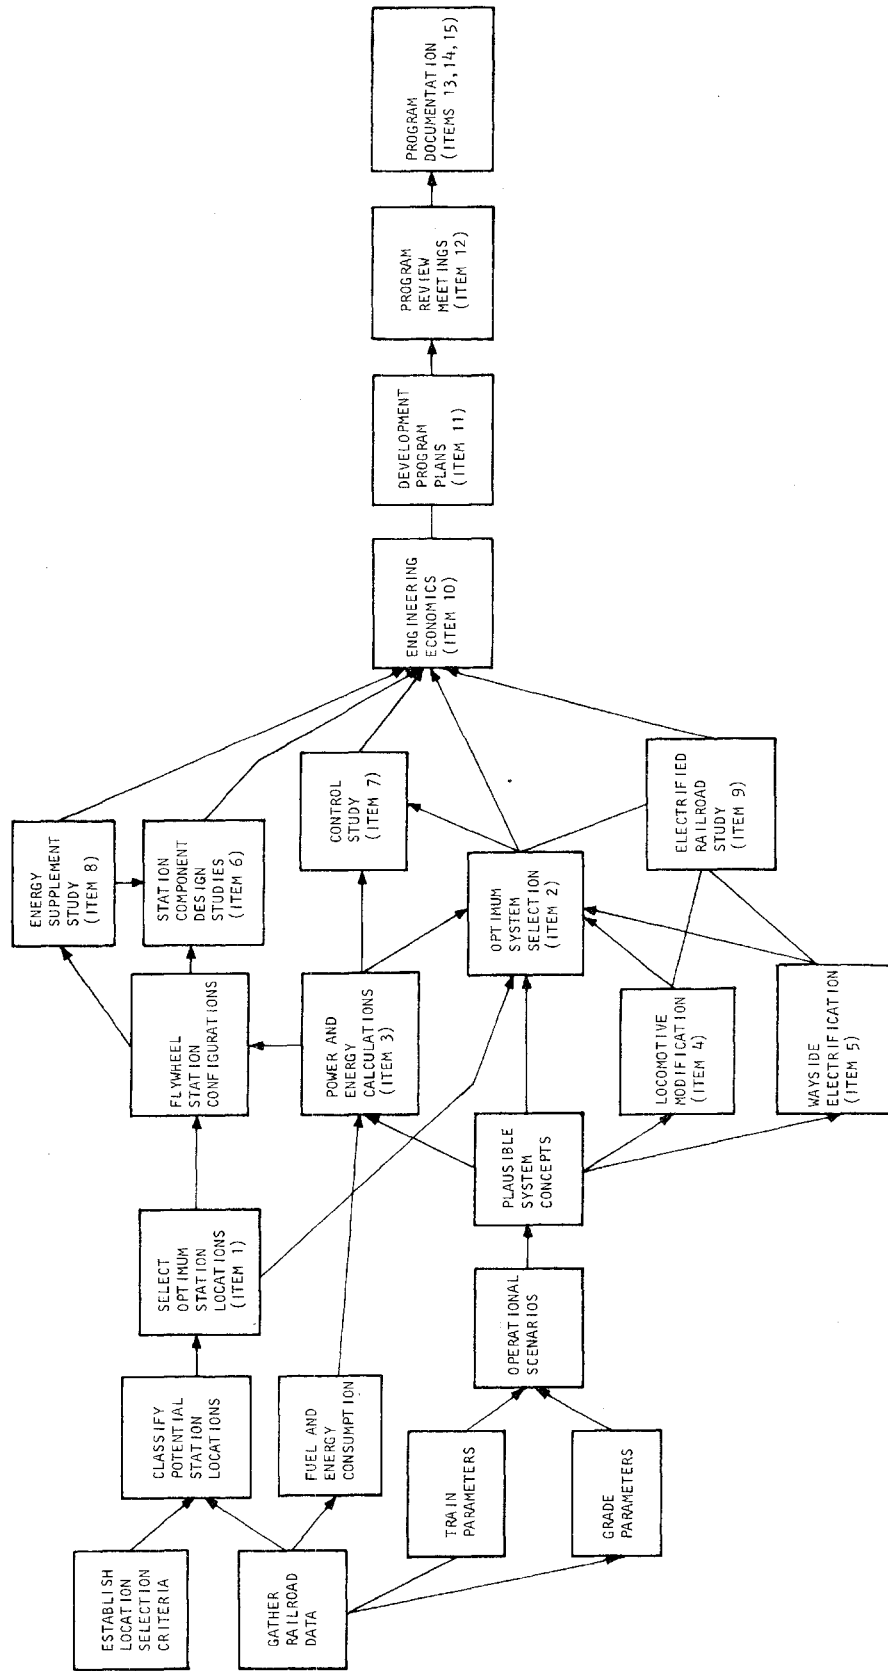 ESTABLISH
LOCATION
SELECTION
CRITERIA
GATHER
RAILROAD
DATA
CLASSIFY
POTENTIAL
STATION
LOCATIONS
FUEL AND
ENERGY
CONSUMPTION
TRAIN
PARAMETERS
GRADE
PARAMETERS
SELECT
OPTIMUM
STATION
LOCATIONS
(ITEM 1)
OPERATIONAL
SCENARIOS
PLAUSIBLE
SYSTEM
CONCEPTS
FLYWHEEL
STATION
CONFIGURATIONS
POWER AND
ENERGY
CALCULATIONS
(ITEM 3)
LOCOMOTIVE
MODIFICATION
(ITEM 4)
WAYSIDE
ELECTRIFICATION
(ITEM 5)
ENERGY
SUPPLEMENT
STUDY
(ITEM 8)
STATION
COMPONENT
DESIGN
STUDIES
(ITEM 6)
CONTROL
STUDY
(ITEM 7)
OPTIMUM
SYSTEM
SELECTION
(ITEM 2)
ELECTRIFIED
RAILROAD
STUDY
(ITEM 9)
ENGINEERING
ECONOMICS
(ITEM 10)
DEVELOPMENT
PROGRAM
PLANS
(ITEM 11)
PROGRAM
REVIEW
MEETINGS
(ITEM 12)
PROGRAM
DOCUMENTATION
(ITEMS 13,14,15)